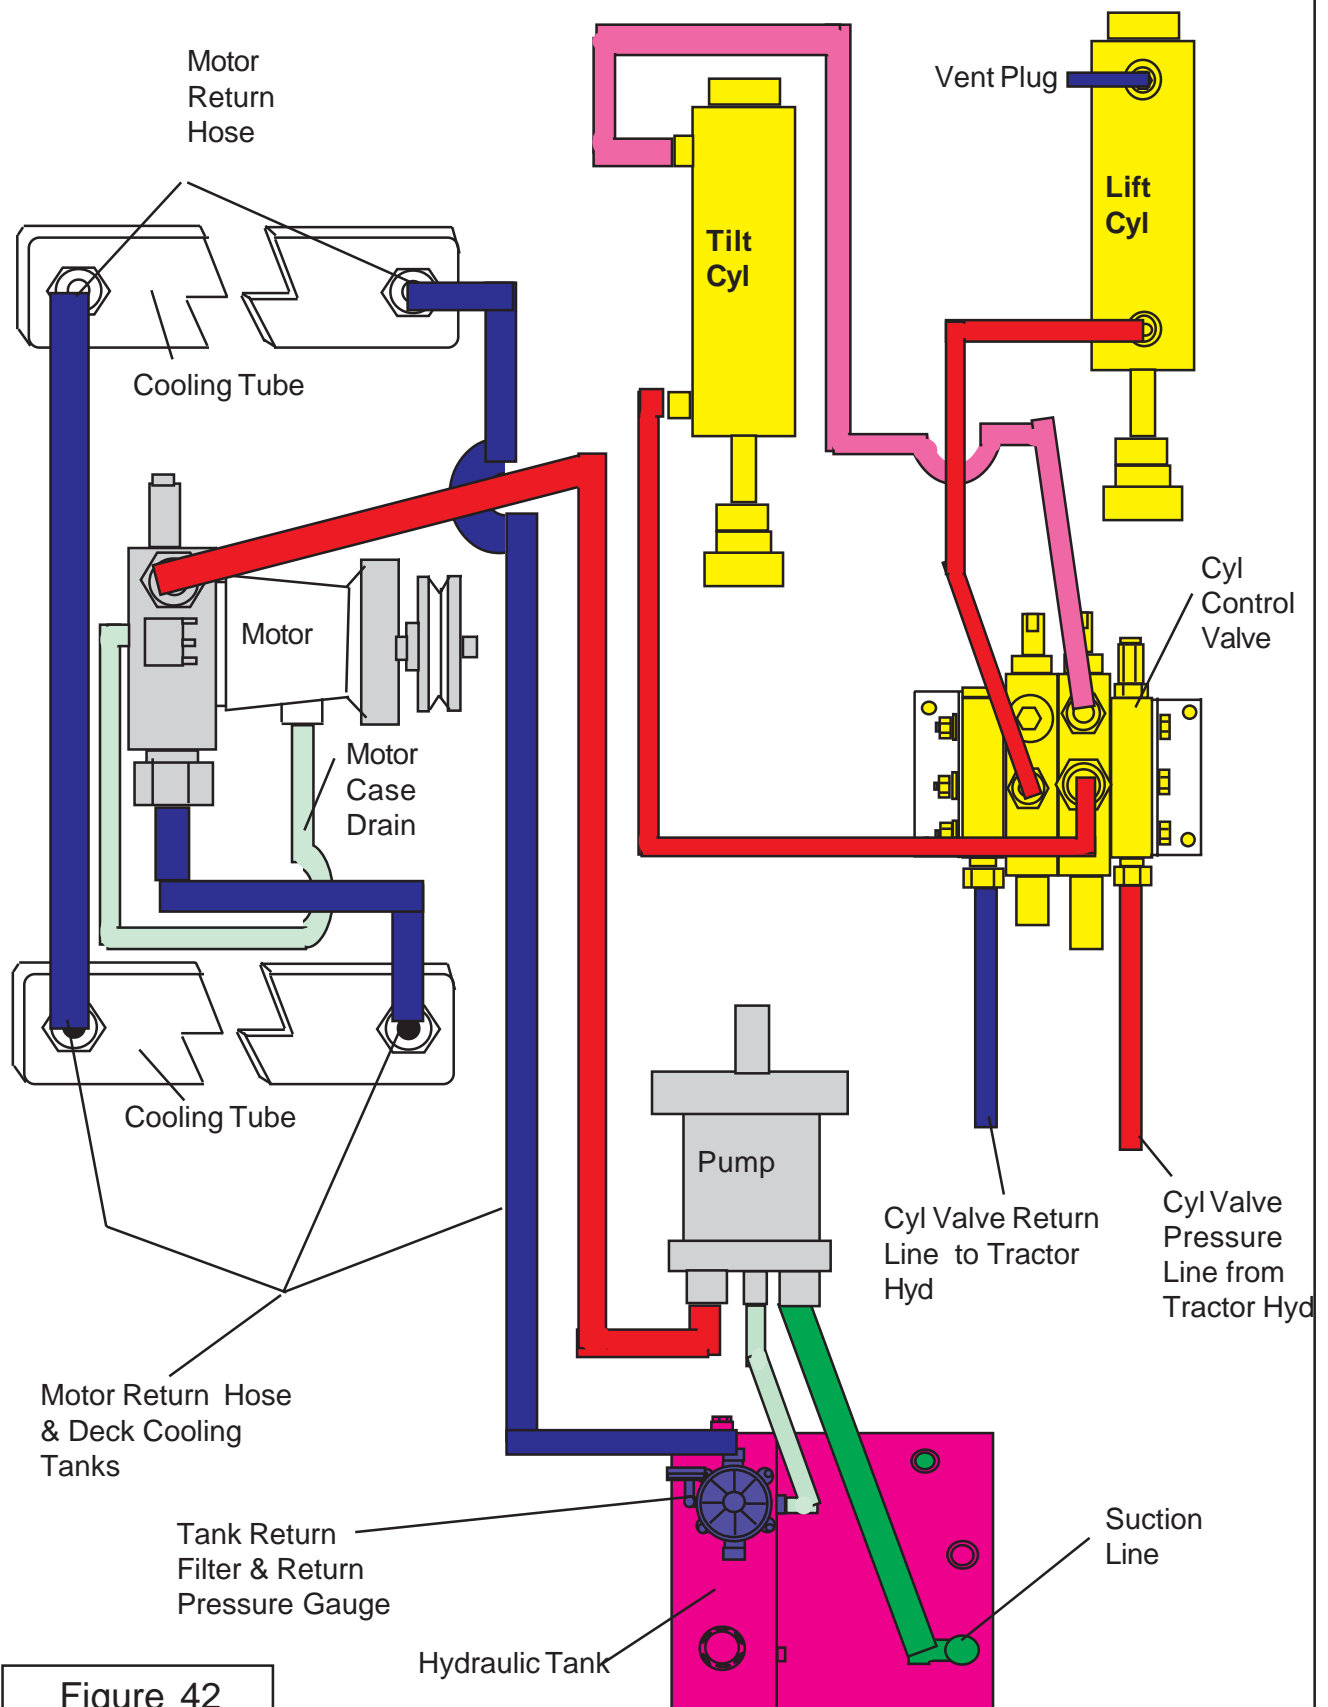 Motor
Return
Hose
Vent Plug
Lift
Cyl
Tilt
Cyl
Cooling Tube
Cyl
Control
Valve
Motor
Motor
Case
Drain
Cooling Tube
Pump
Cyl Valve Return
Line to Tractor
Hyd
Cyl Valve
Pressure
Line from
Tractor Hyd
Motor Return Hose
& Deck Cooling
Tanks
Tank Return
Filter & Return
Pressure Gauge
Suction
Line
Hydraulic Tank
Figure 42